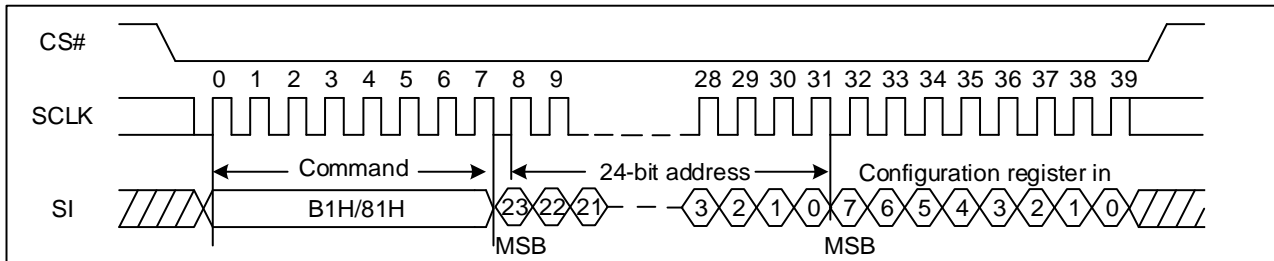 CS#
0 1 2 3 4 5 6 7 8 9 28 29 30 31 32 33 34 35 36 37 38 39
SCLK
Command 24-bit address Configuration register in
SI B1H/81H 23 22 21 3 2 1 0 7 6 5 4 3 2 1 0
MSB MSB